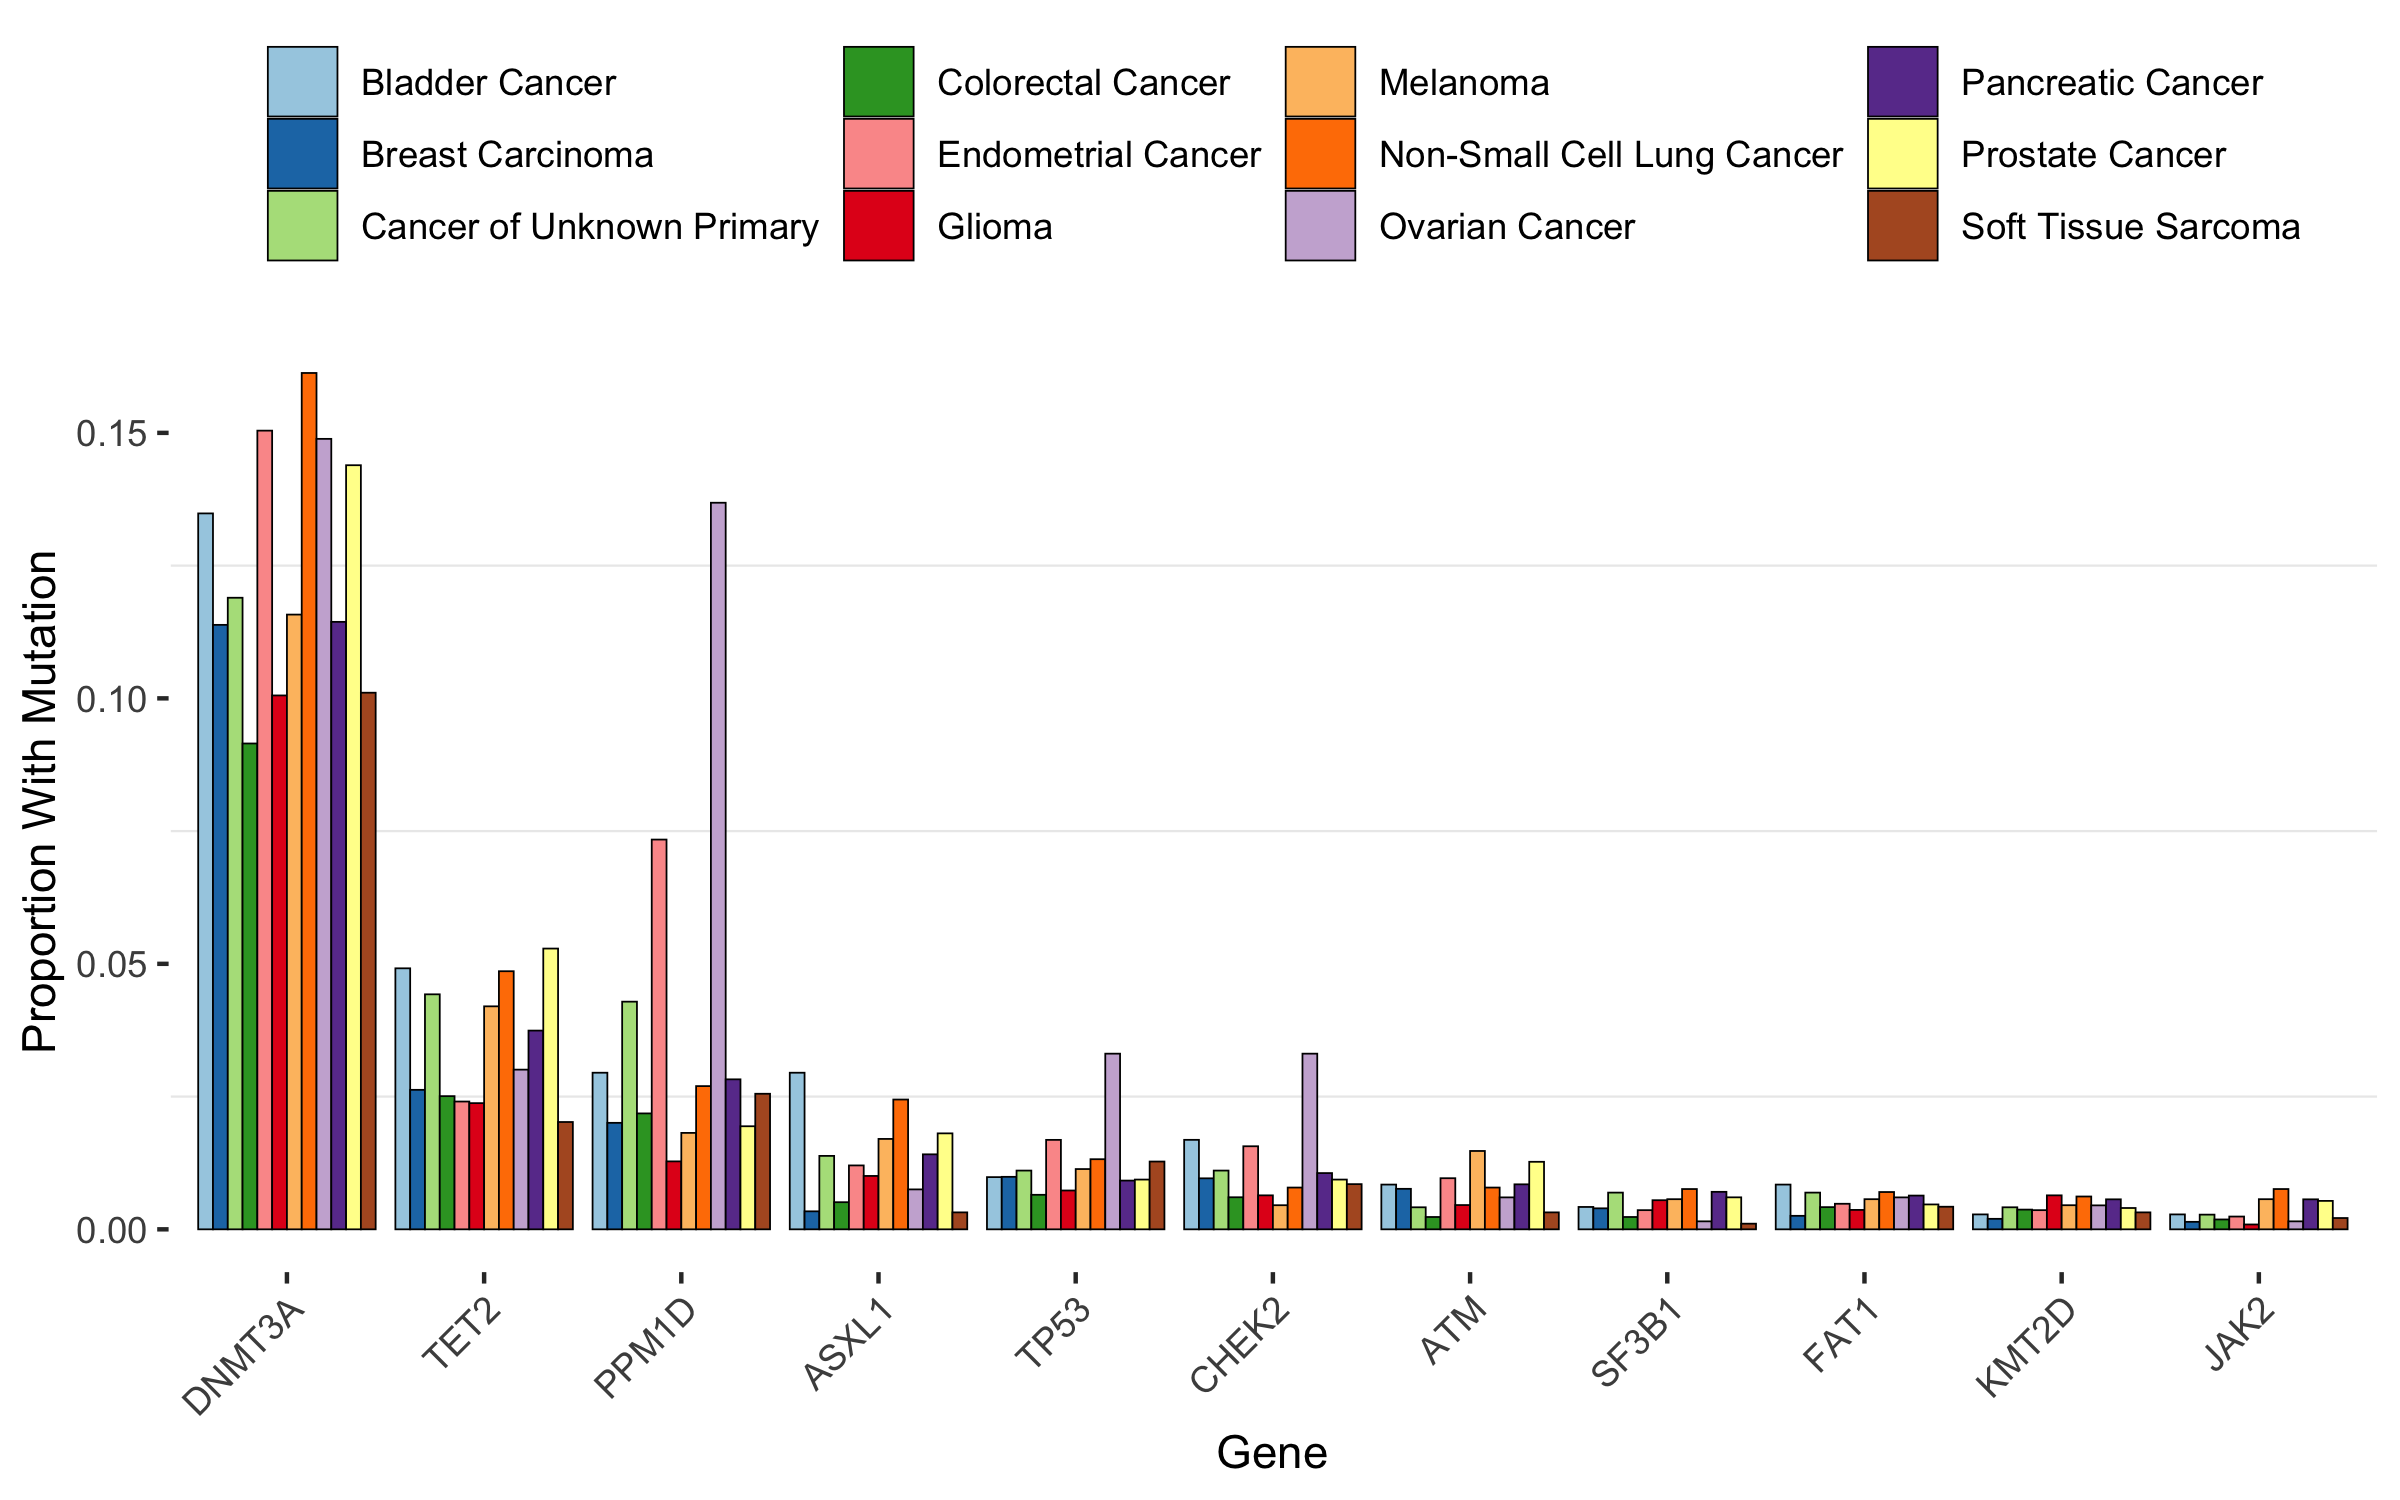 Bladder Cancer
Breast Carcinoma
Cancer of Unknown Primary
Colorectal Cancer
Endometrial Cancer
Glioma
Melanoma
Non-Small Cell Lung Cancer
Ovarian Cancer
Pancreatic Cancer
Prostate Cancer
Soft Tissue Sarcoma
Proportion With Mutation
0.15
0.10
0.05
0.00
DNMT3A
TET2
PPM1D
ASXL1
TP53
CHEK2
ATM
SF3B1
FAT1
KMT2D
JAK2
Gene